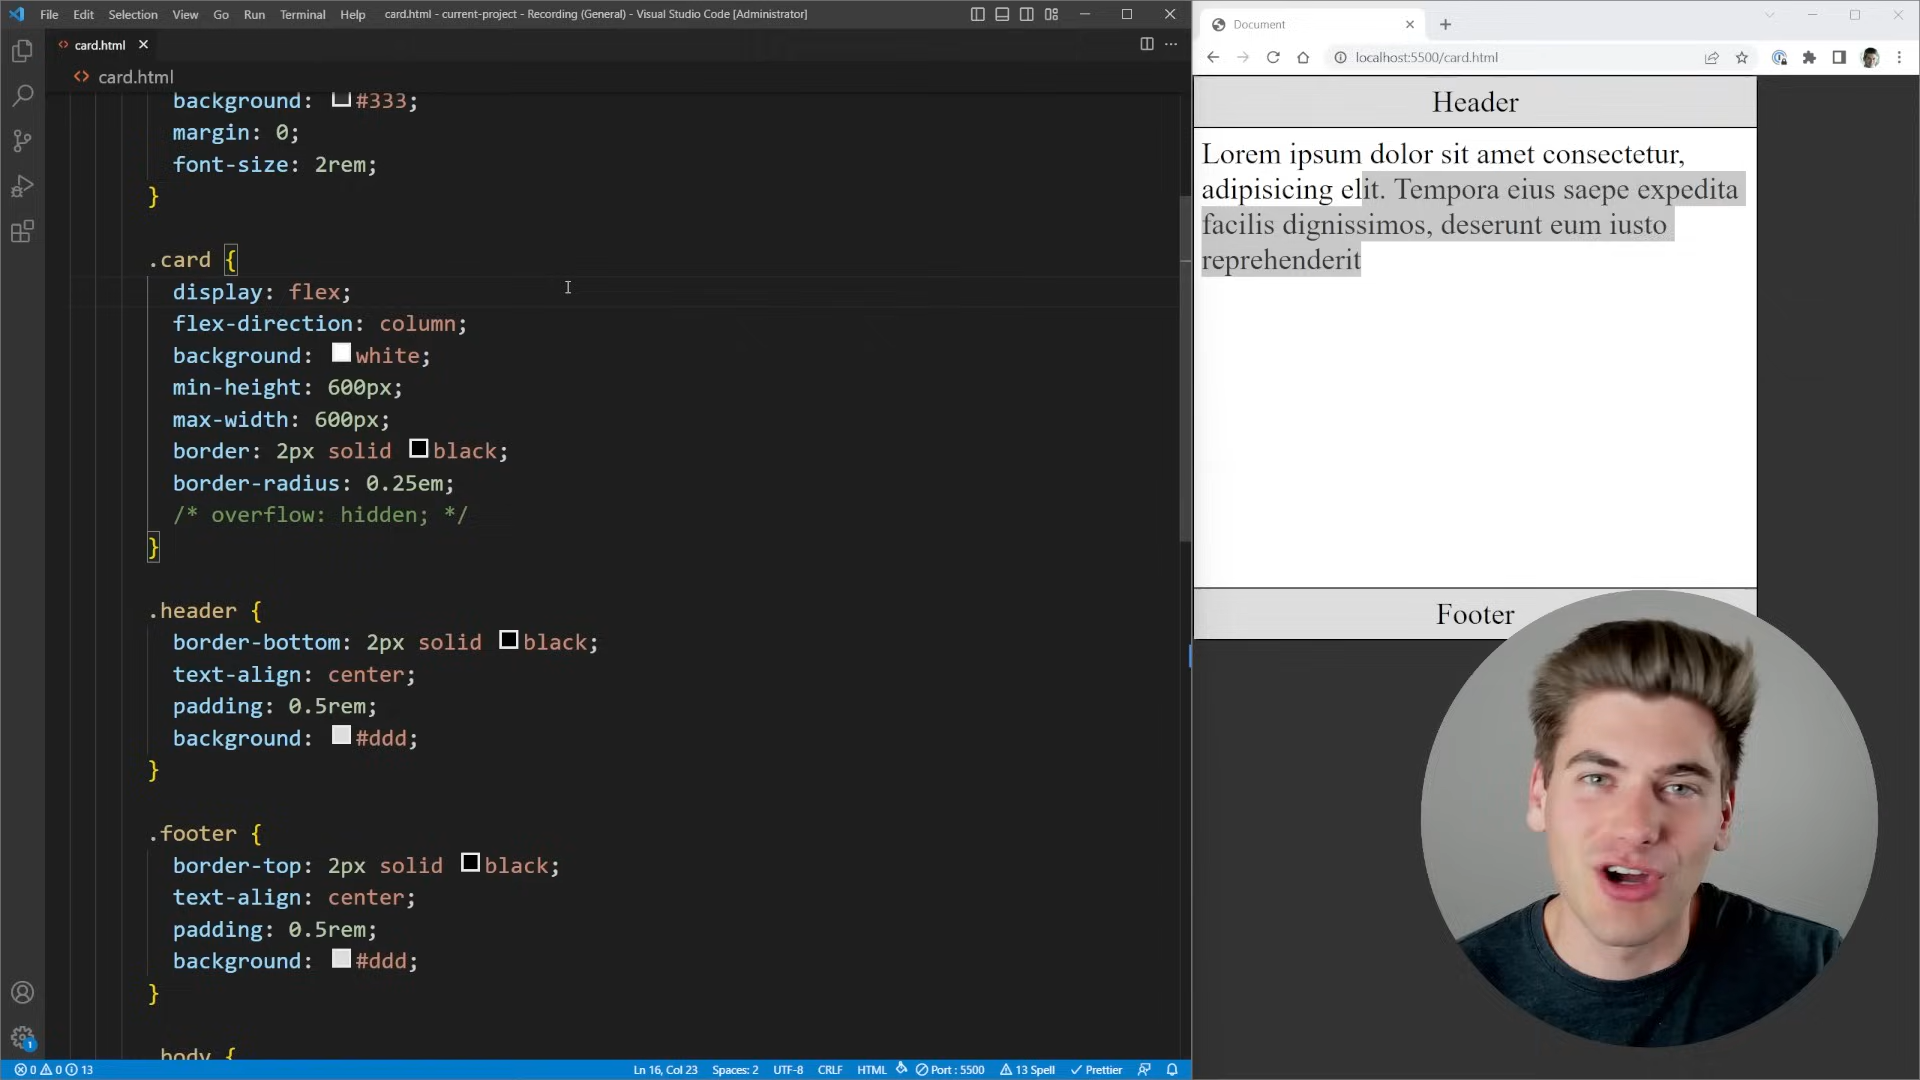 File Edit Selection View Go Run Terminal Help card.html - current-project - Recording (General) - Visual Studio Code [Administrator]
card.html
card.html
background: #333;
margin: 0;
font-size: 2rem;
}
.card {
display: flex;
flex-direction: column;
background: white;
min-height: 600px;
max-width: 600px;
border: 2px solid black;
border-radius: 0.25em;
/* overflow: hidden; */
}
.header {
border-bottom: 2px solid black;
text-align: center;
padding: 0.5rem;
background: #ddd;
}
.footer {
border-top: 2px solid black;
text-align: center;
padding: 0.5rem;
background: #ddd;
}
body {
1
0 0 13 Ln 16, Col 23 Spaces: 2 UTF-8 CRLF HTML Port : 5500 13 Spell Prettier
Document
localhost:5500/card.html
Header
Lorem ipsum dolor sit amet consectetur,
adipisicing elit. Tempora eius saepe expedita
facilis dignissimos, deserunt eum iusto
reprehenderit
Footer